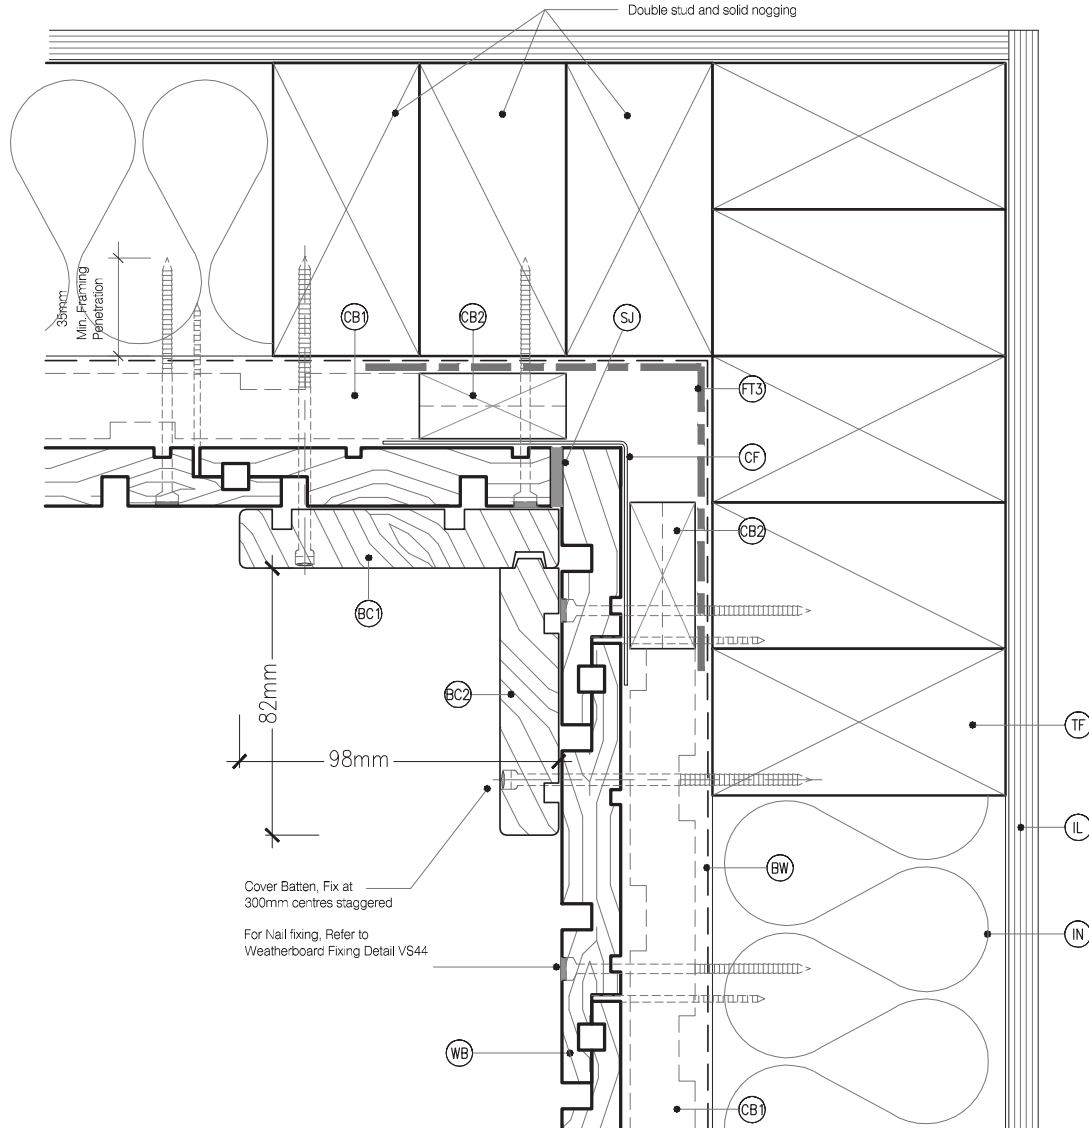 Double stud and solid nogging
35mm
Min. Framing
Penetration
CB1
CB2
SJ
FT3
CF
CB2
BC1
82mm
BC2
98mm
TF
IL
BW
Cover Batten, Fix at
300mm centres staggered
IN
For Nail fixing, Refer to
Weatherboard Fixing Detail VS44
WB
CB1